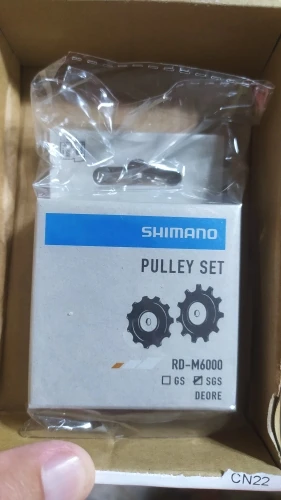 SHIMANO
PULLEY SET
RD-M6000
GS SGS
DEORE
CN22